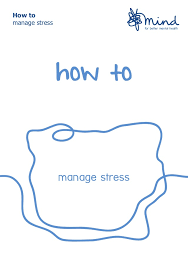 How to
manage stress
mind
for better mental health
how to
manage stress